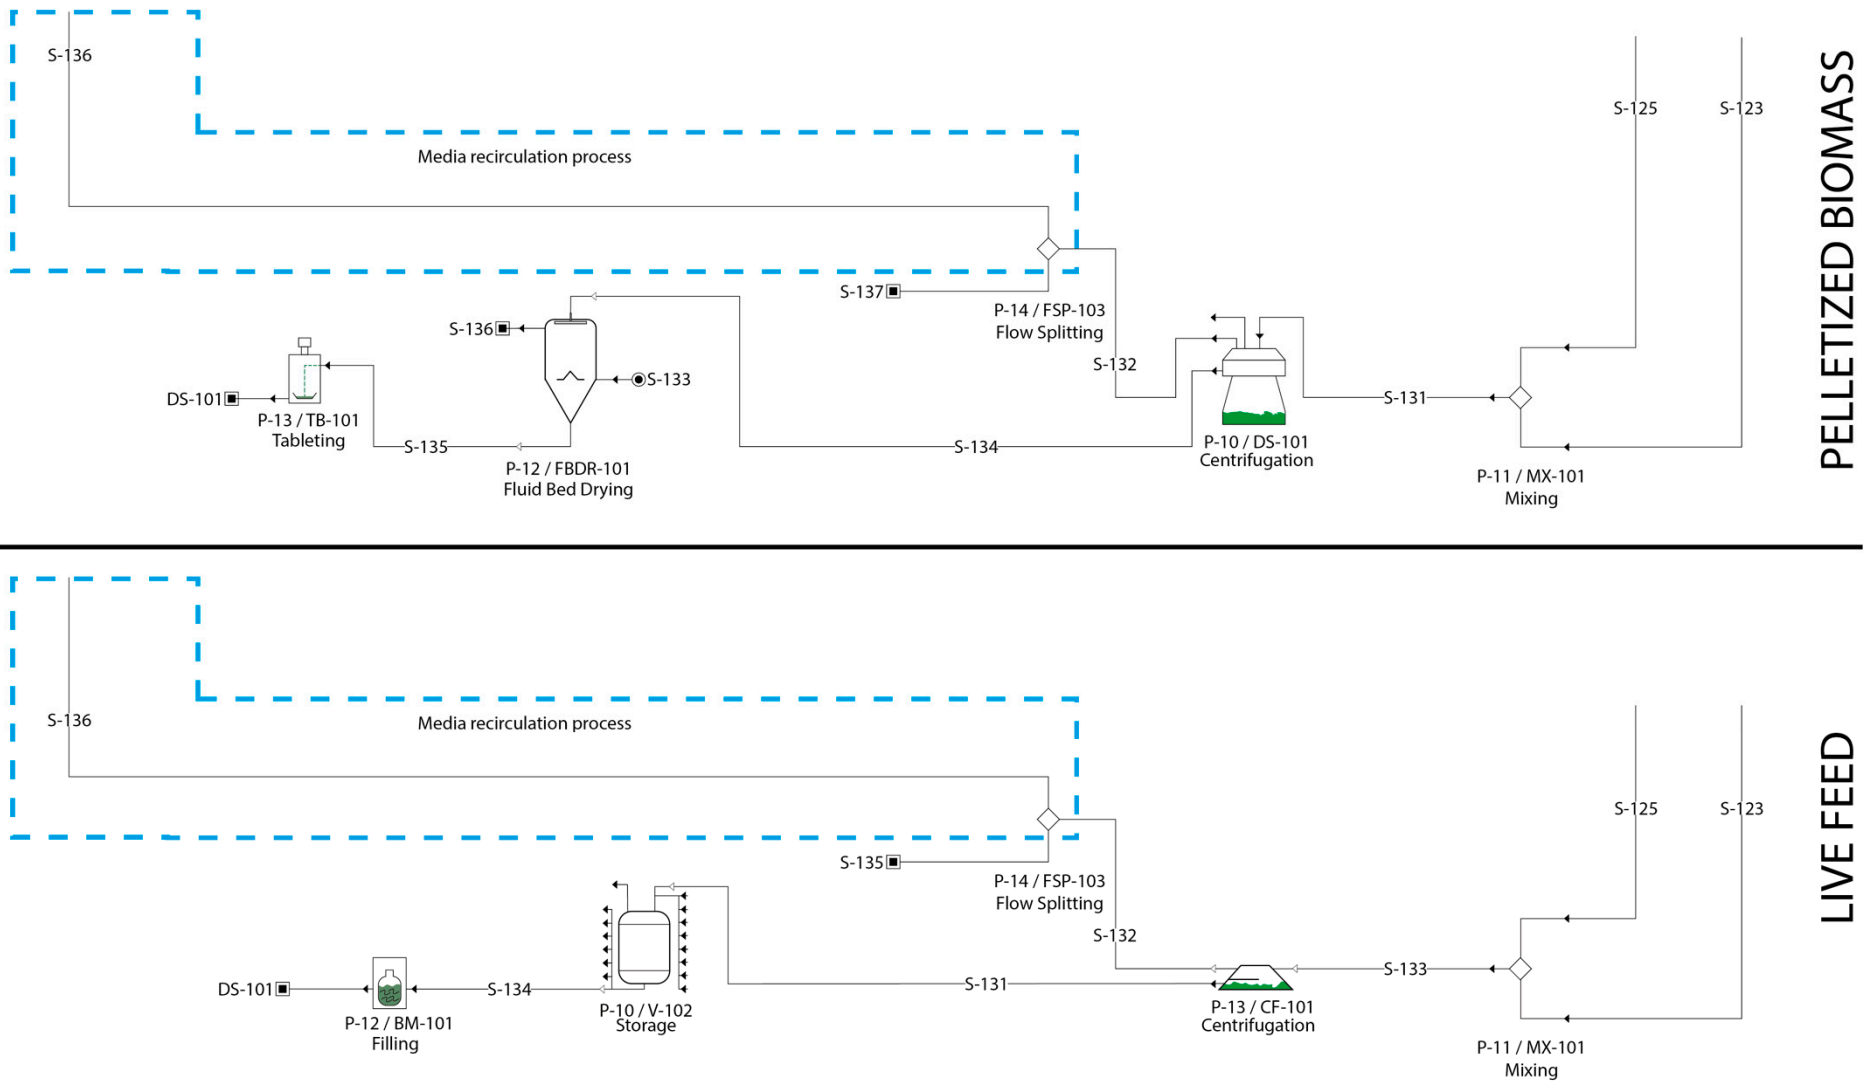 S-136
S-125
S-123
PELLETIZED BIOMASS
Media recirculation process
S-137
P-14 / FSP-103
Flow Splitting
S-136
S-132
S-133
DS-101
S-131
P-13 / TB-101
Tableting
S-135
S-134
P-10 / DS-101
Centrifugation
P-12 / FBDR-101
Fluid Bed Drying
P-11 / MX-101
Mixing
S-136
Media recirculation process
LIVE FEED
S-125
S-123
S-135
P-14 / FSP-103
Flow Splitting
S-132
S-133
DS-101
S-134
S-131
P-10 / V-102
Storage
P-13 / CF-101
Centrifugation
P-12 / BM-101
Filling
P-11 / MX-101
Mixing